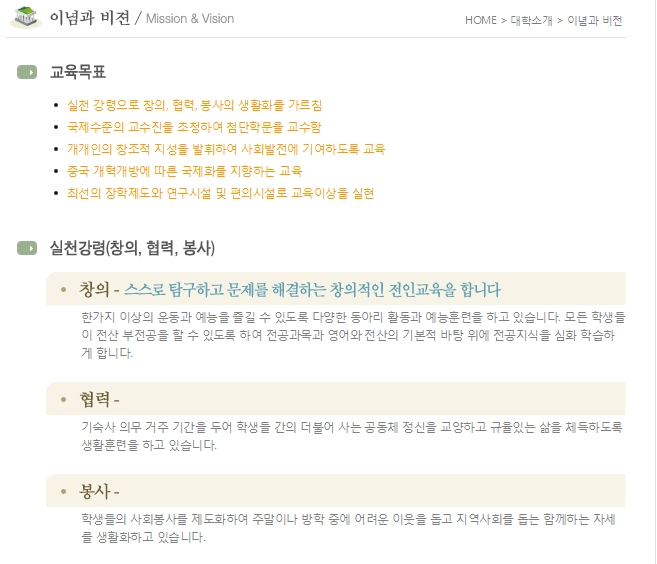 이념과 비젼 / Mission & Vision
HOME > 대학소개 > 이념과 비전
교육목표
실전 강령으로 창의, 협력, 봉사의 생활화를 가르침
국제수준의 교수진을 초청하여 첨단학문을 교수함
개개인의 창조적 지성을 발휘하여 사회발전에 기여하도록 교육
중국 개혁개방에 따른 국제화를 지향하는 교육
최선의 장학제도와 연구시설 및 편의시설로 교육이상을 실현
실천강령(창의, 협력, 봉사)
창의 - 스스로 탐구하고 문제를 해결하는 창의적인 전인교육을 합니다
한가지 이상의 운동과 예능을 즐길 수 있도록 다양한 동아리 활동과 예능훈련을 하고 있습니다. 모든 학생들
이 전산 부전공을 할 수 있도록 하여 전공과목과 영어와 전산의 기본적 바탕 위에 전공지식을 심화 학습하
게 합니다.
협력 -
기숙사 의무 거주 기간을 두어 학생들 간의 더불어 사는 공동체 정신을 교양하고 규율있는 삶을 체득하도록
생활훈련을 하고 있습니다.
봉사 -
학생들의 사회봉사를 제도화하여 주말이나 방학 중에 어려운 이웃을 돕고 지역사회를 돕는 함께하는 자세
를 생활화하고 있습니다.